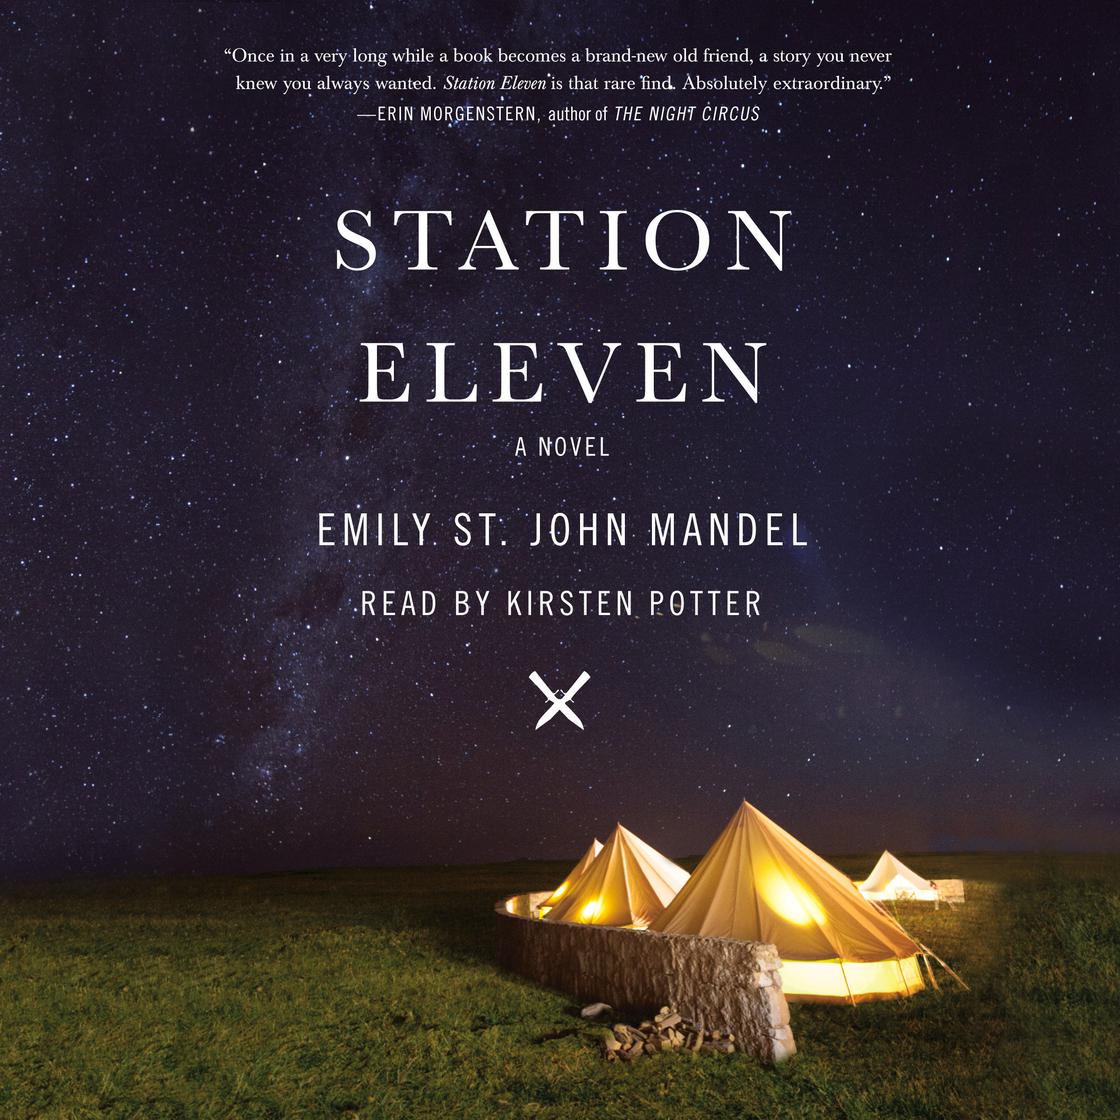 “Once in a very long while a book becomes a brand-new old friend, a story you never
knew you always wanted. Station Eleven is that rare find. Absolutely extraordinary.”
—ERIN MORGENSTERN, author of THE NIGHT CIRCUS
STATION
ELEVEN
A NOVEL
EMILY ST. JOHN MANDEL
READ BY KIRSTEN POTTER